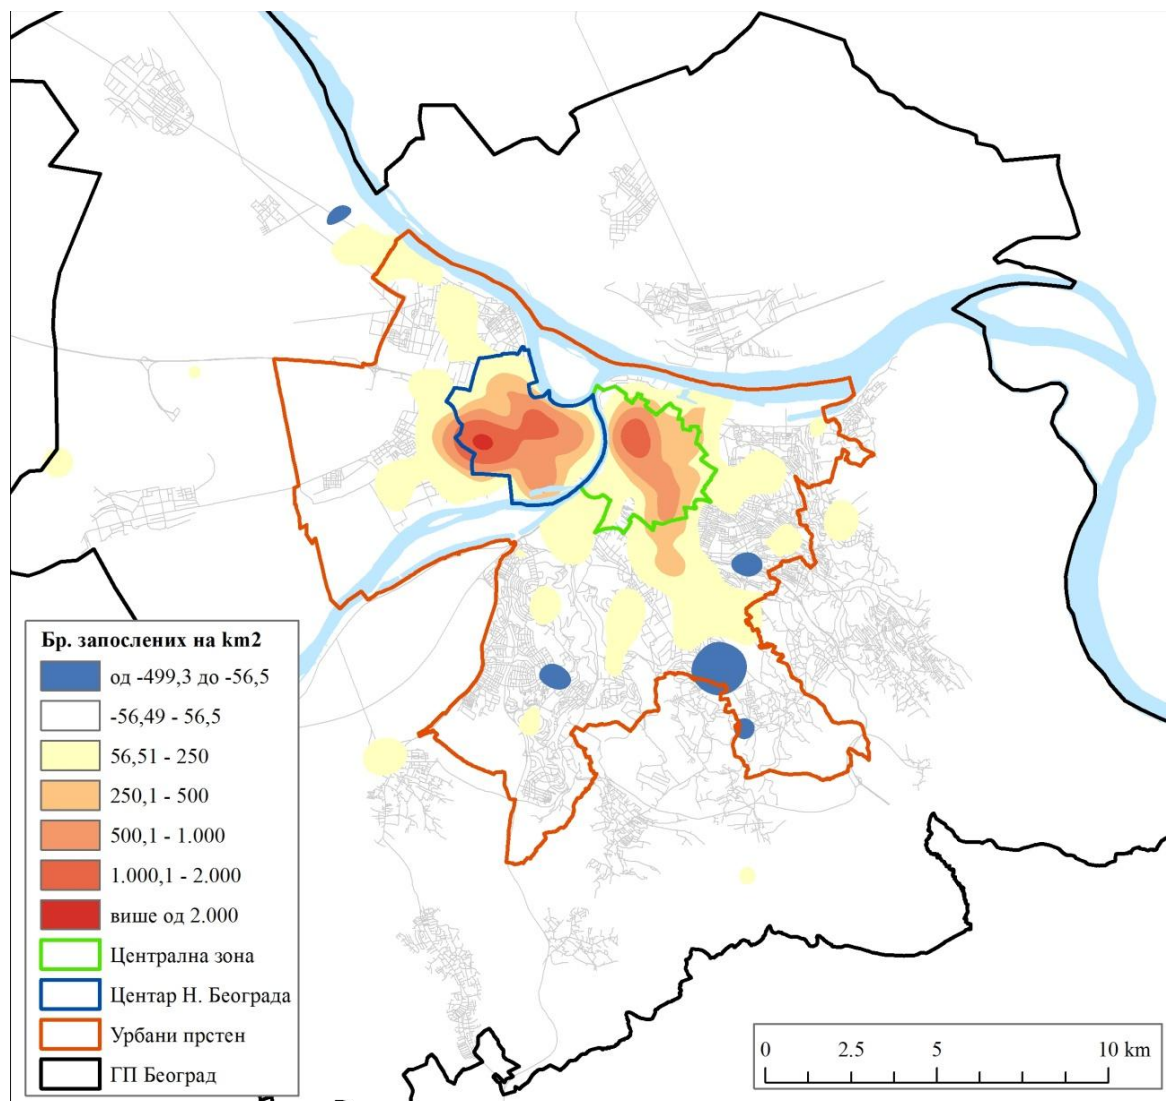 Бр. запослених на km2
од -499,3 до -56,5
-56,49 - 56,5
56,51 - 250
250,1 - 500
500,1 - 1.000
1.000,1 - 2.000
више од 2.000
Централна зона
Центар Н. Београда
Урбани прстен
ГП Београд
0 2.5 5 10 km